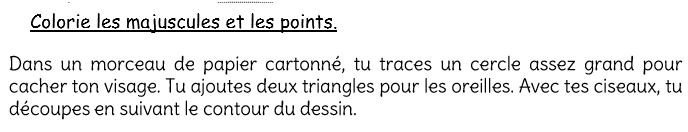 Colorie les majuscules et les points.
Dans un morceau de papier cartonné, tu traces un cercle assez grand pour
cacher ton visage. Tu ajoutes deux triangles pour les oreilles. Avec tes ciseaux, tu
découpes en suivant le contour du dessin.